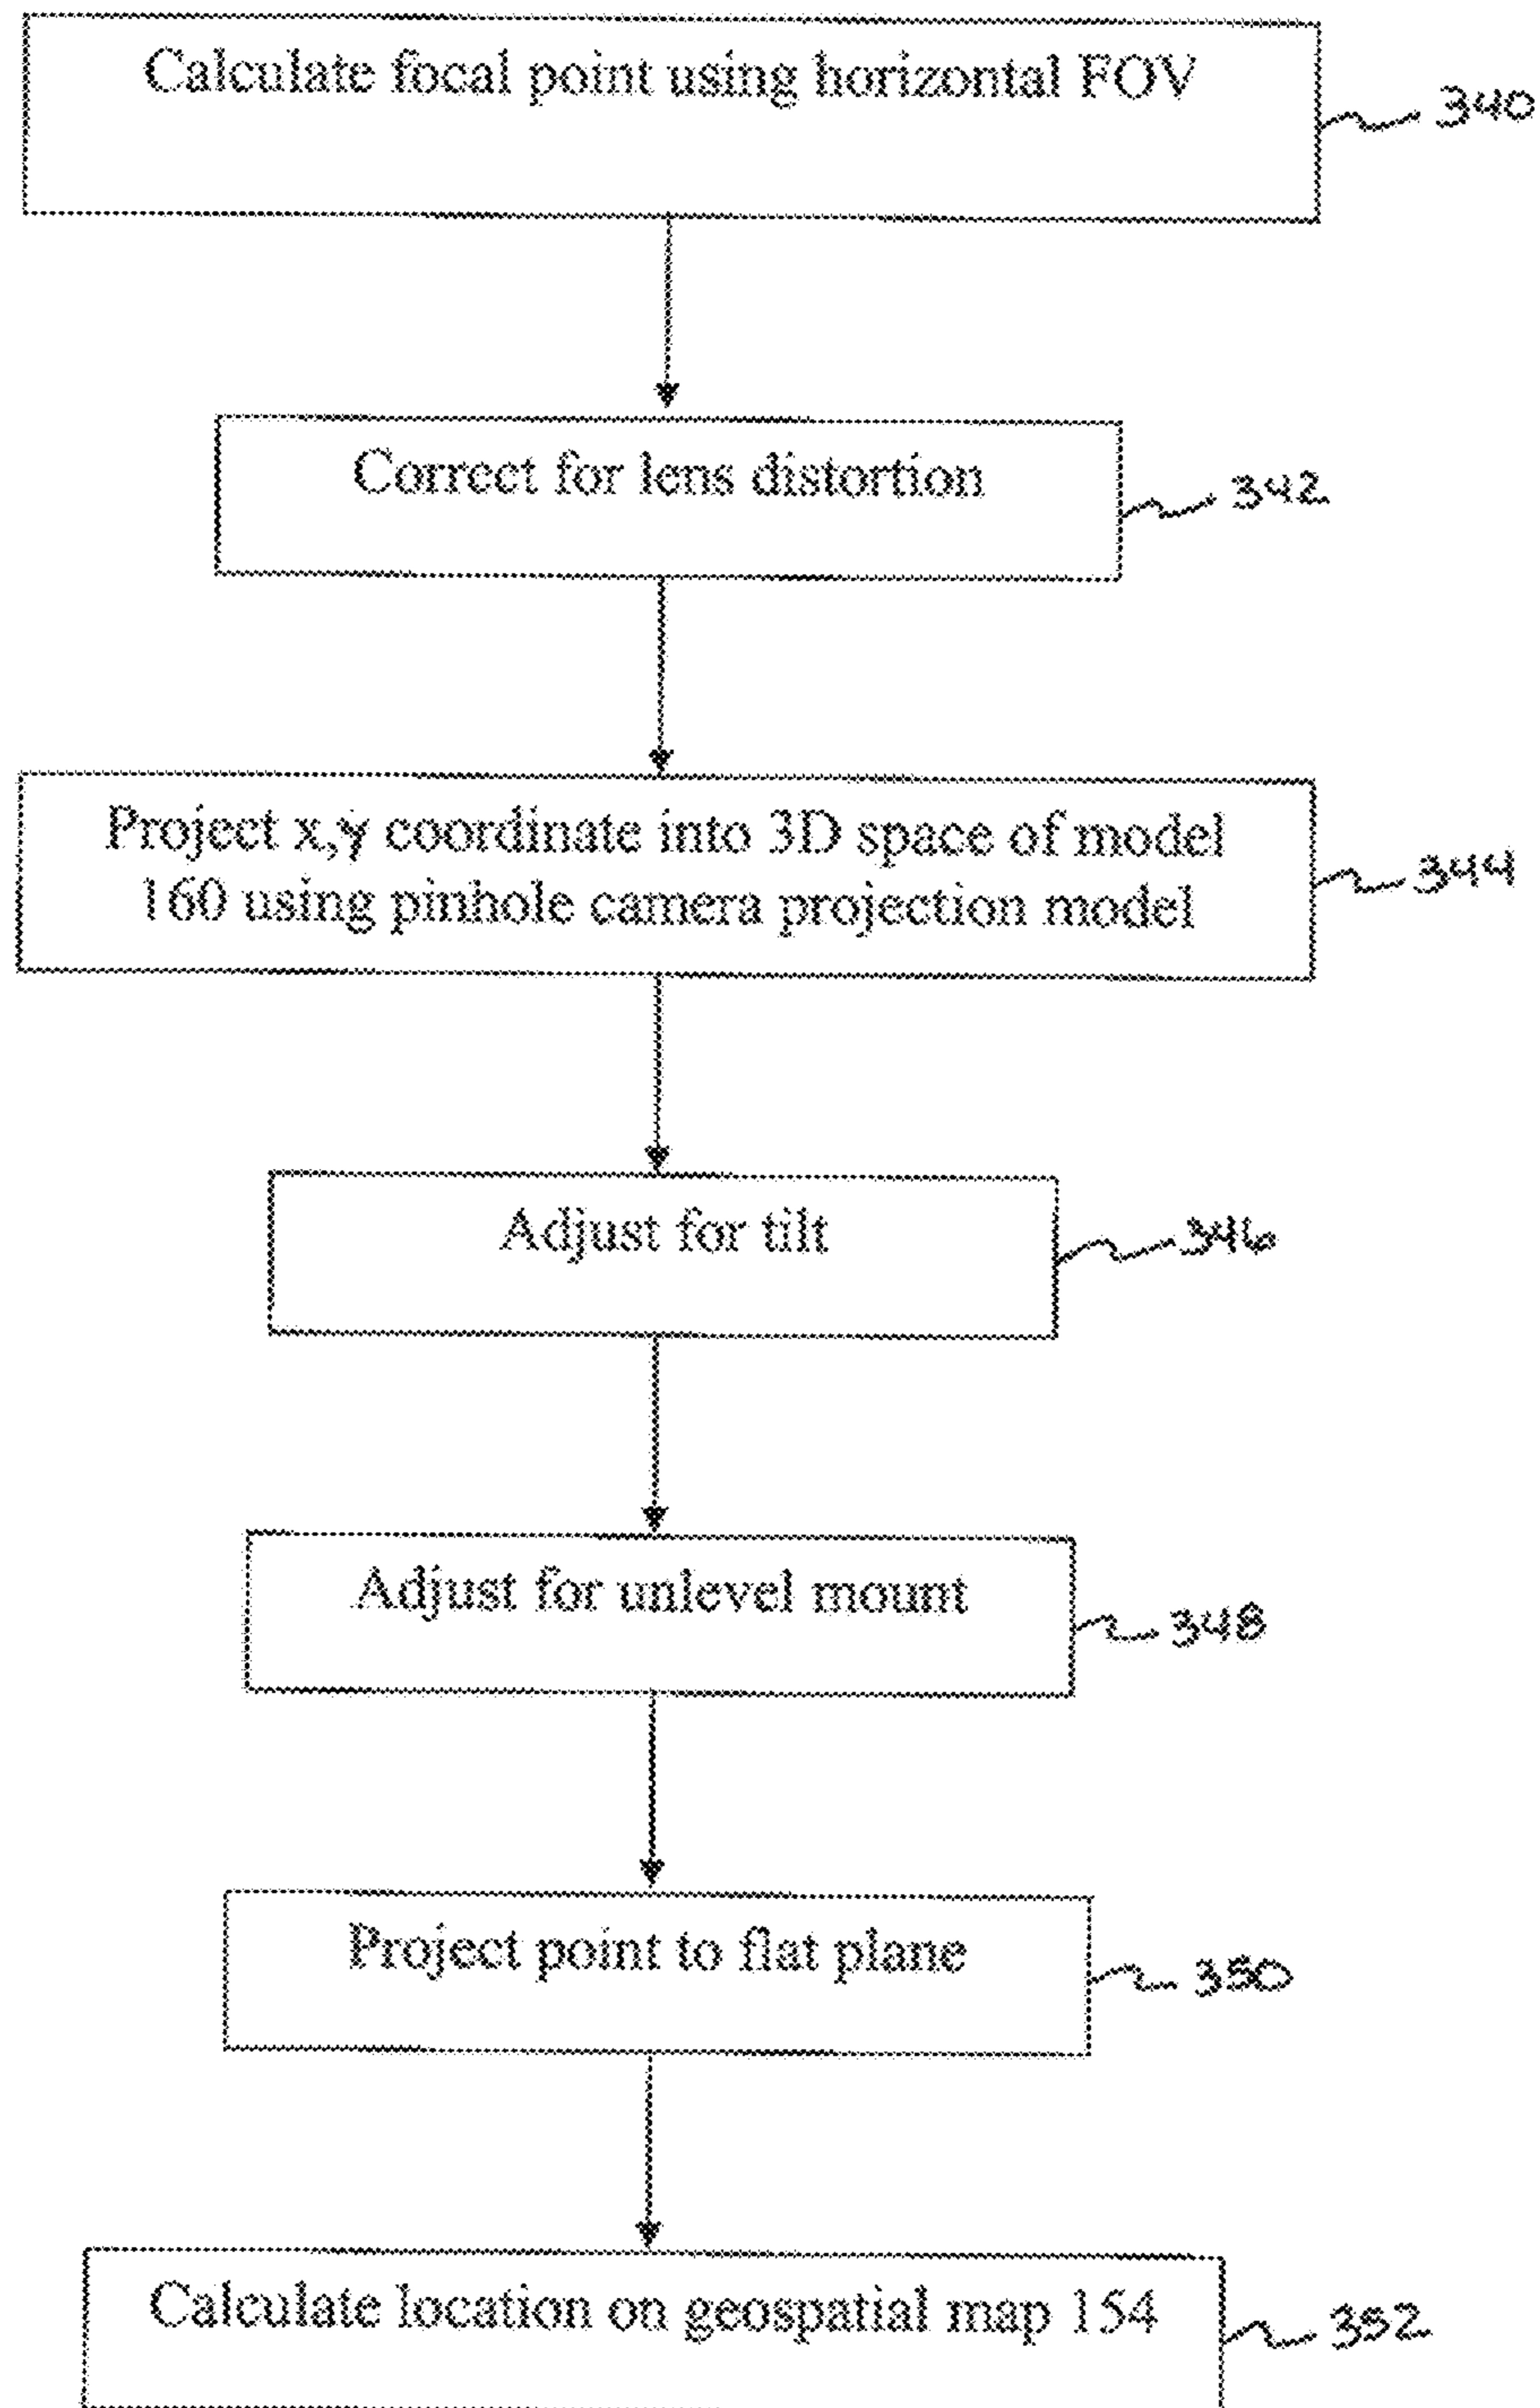 Calculate focal point using horizontal FOV
340
Correct for lens distortion
342
Project x,y coordinate into 3D space of model
160 using pinhole camera projection model
344
Adjust for tilt
346
Adjust for unlevel mount
348
Project point to flat plane
350
Calculate location on geospatial map 154
352